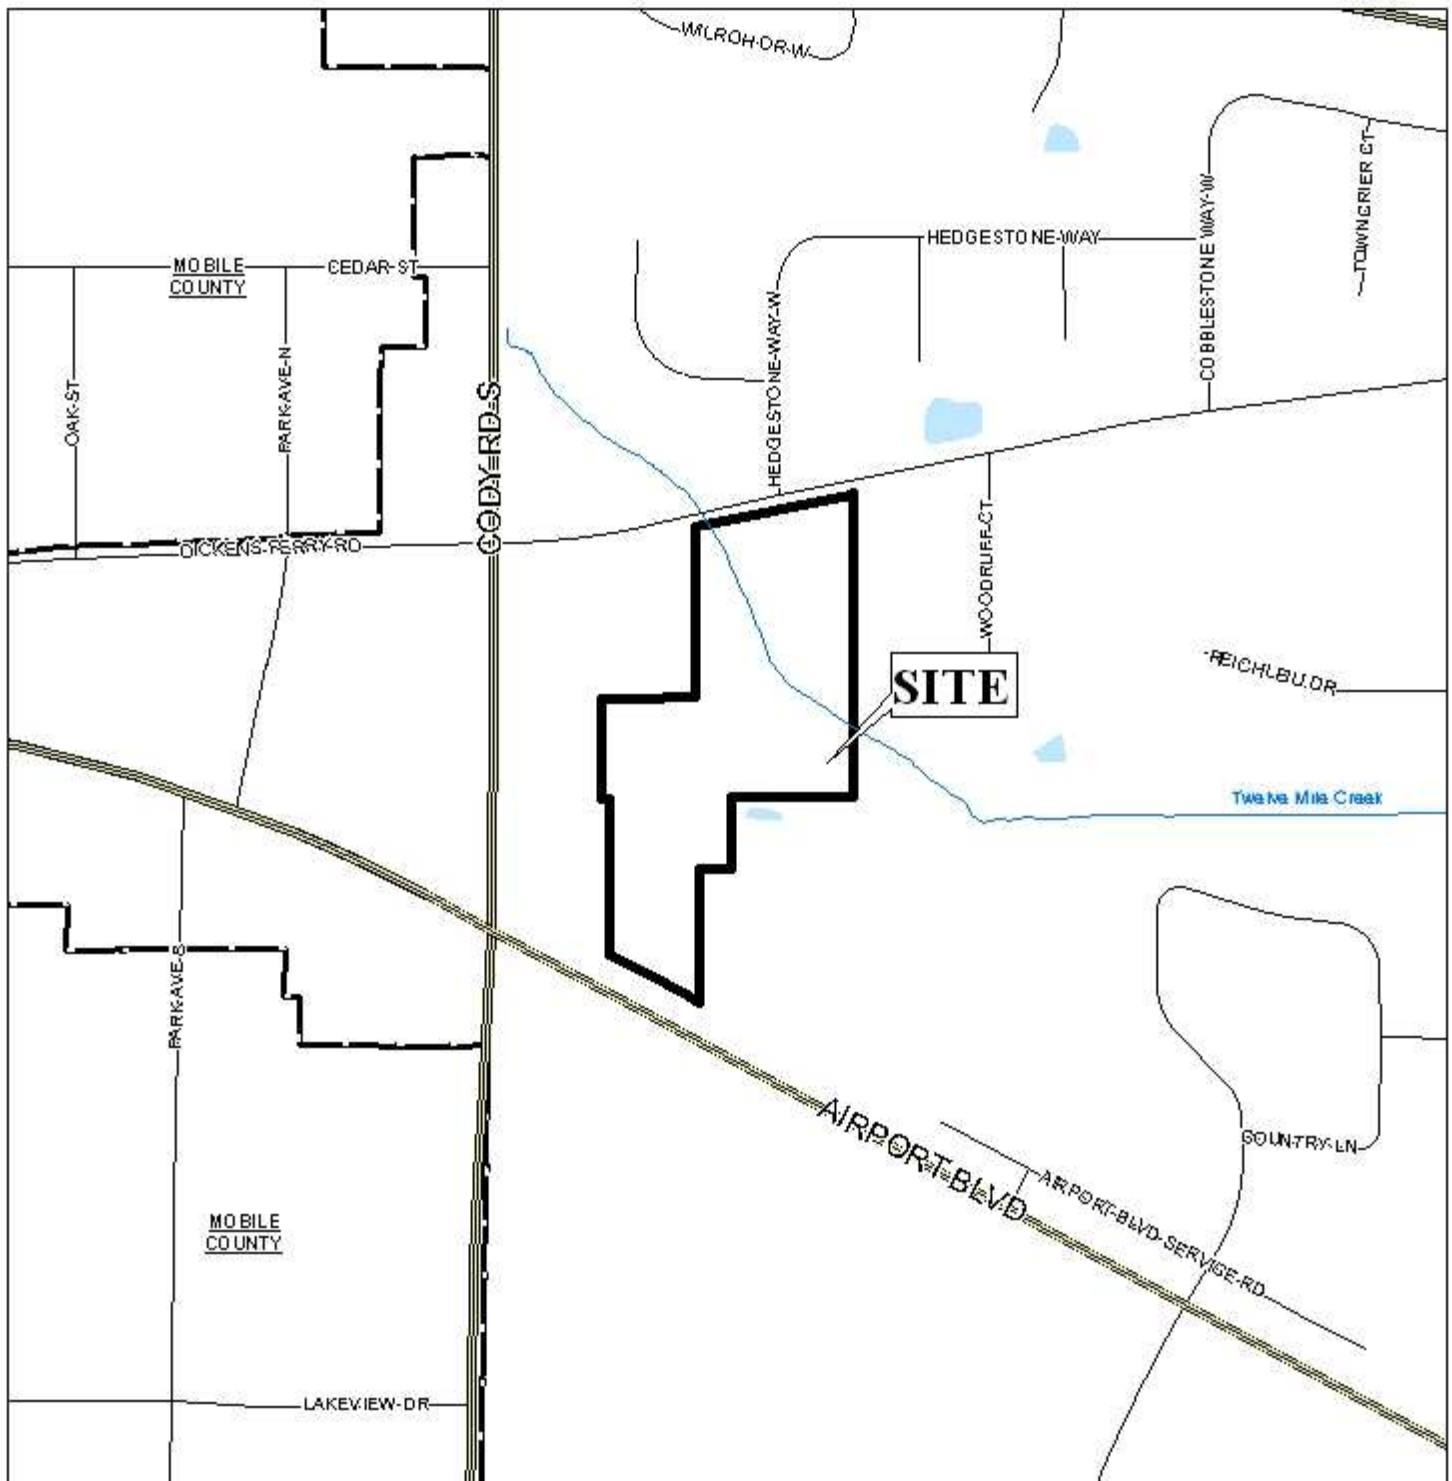 WILROH-DR-W
TOWNCRIER CT
COBBLESTONE WAY-W
HEDGESTONE-WAY
MOBILE
COUNTY
CEDAR-ST
HEDGESTONE-WAY-W
OAK-ST
PARK-AVE-N
CODY-RD-S
DICKENS-FERRY-RD
WOODRUFF-CT
SITE
REICHLBU.DR
Twelve Mile Creek
PARK-AVE-S
AIRPORT-BLVD
COUNTRY-LN
AIRPORT-BLVD-SERVICE-RD
MOBILE
COUNTY
LAKEVIEW-DR